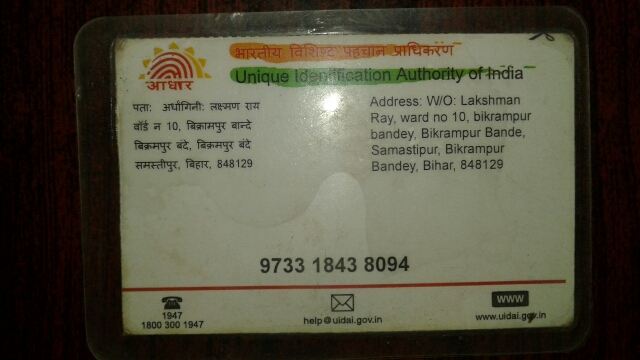 भारतीय विशिष्ट पहचान प्राधिकरण
Unique Identification Authority of India
आधार
पता: अर्धांगिनी: लक्ष्मण राय
वॉर्ड न 10, बिक्रामपुर बान्दे
बिक्रमपुर बंदे, बिक्रमपुर बंदे
समस्तीपुर, बिहार, 848129
Address: W/O: Lakshman
Ray, ward no 10, bikrampur
bandey, Bikrampur Bande,
Samastipur, Bikrampur
Bandey, Bihar, 848129
9733 1843 8094
1947
1800 300 1947
help@uidai.gov.in
www
www.uidai.gov.in